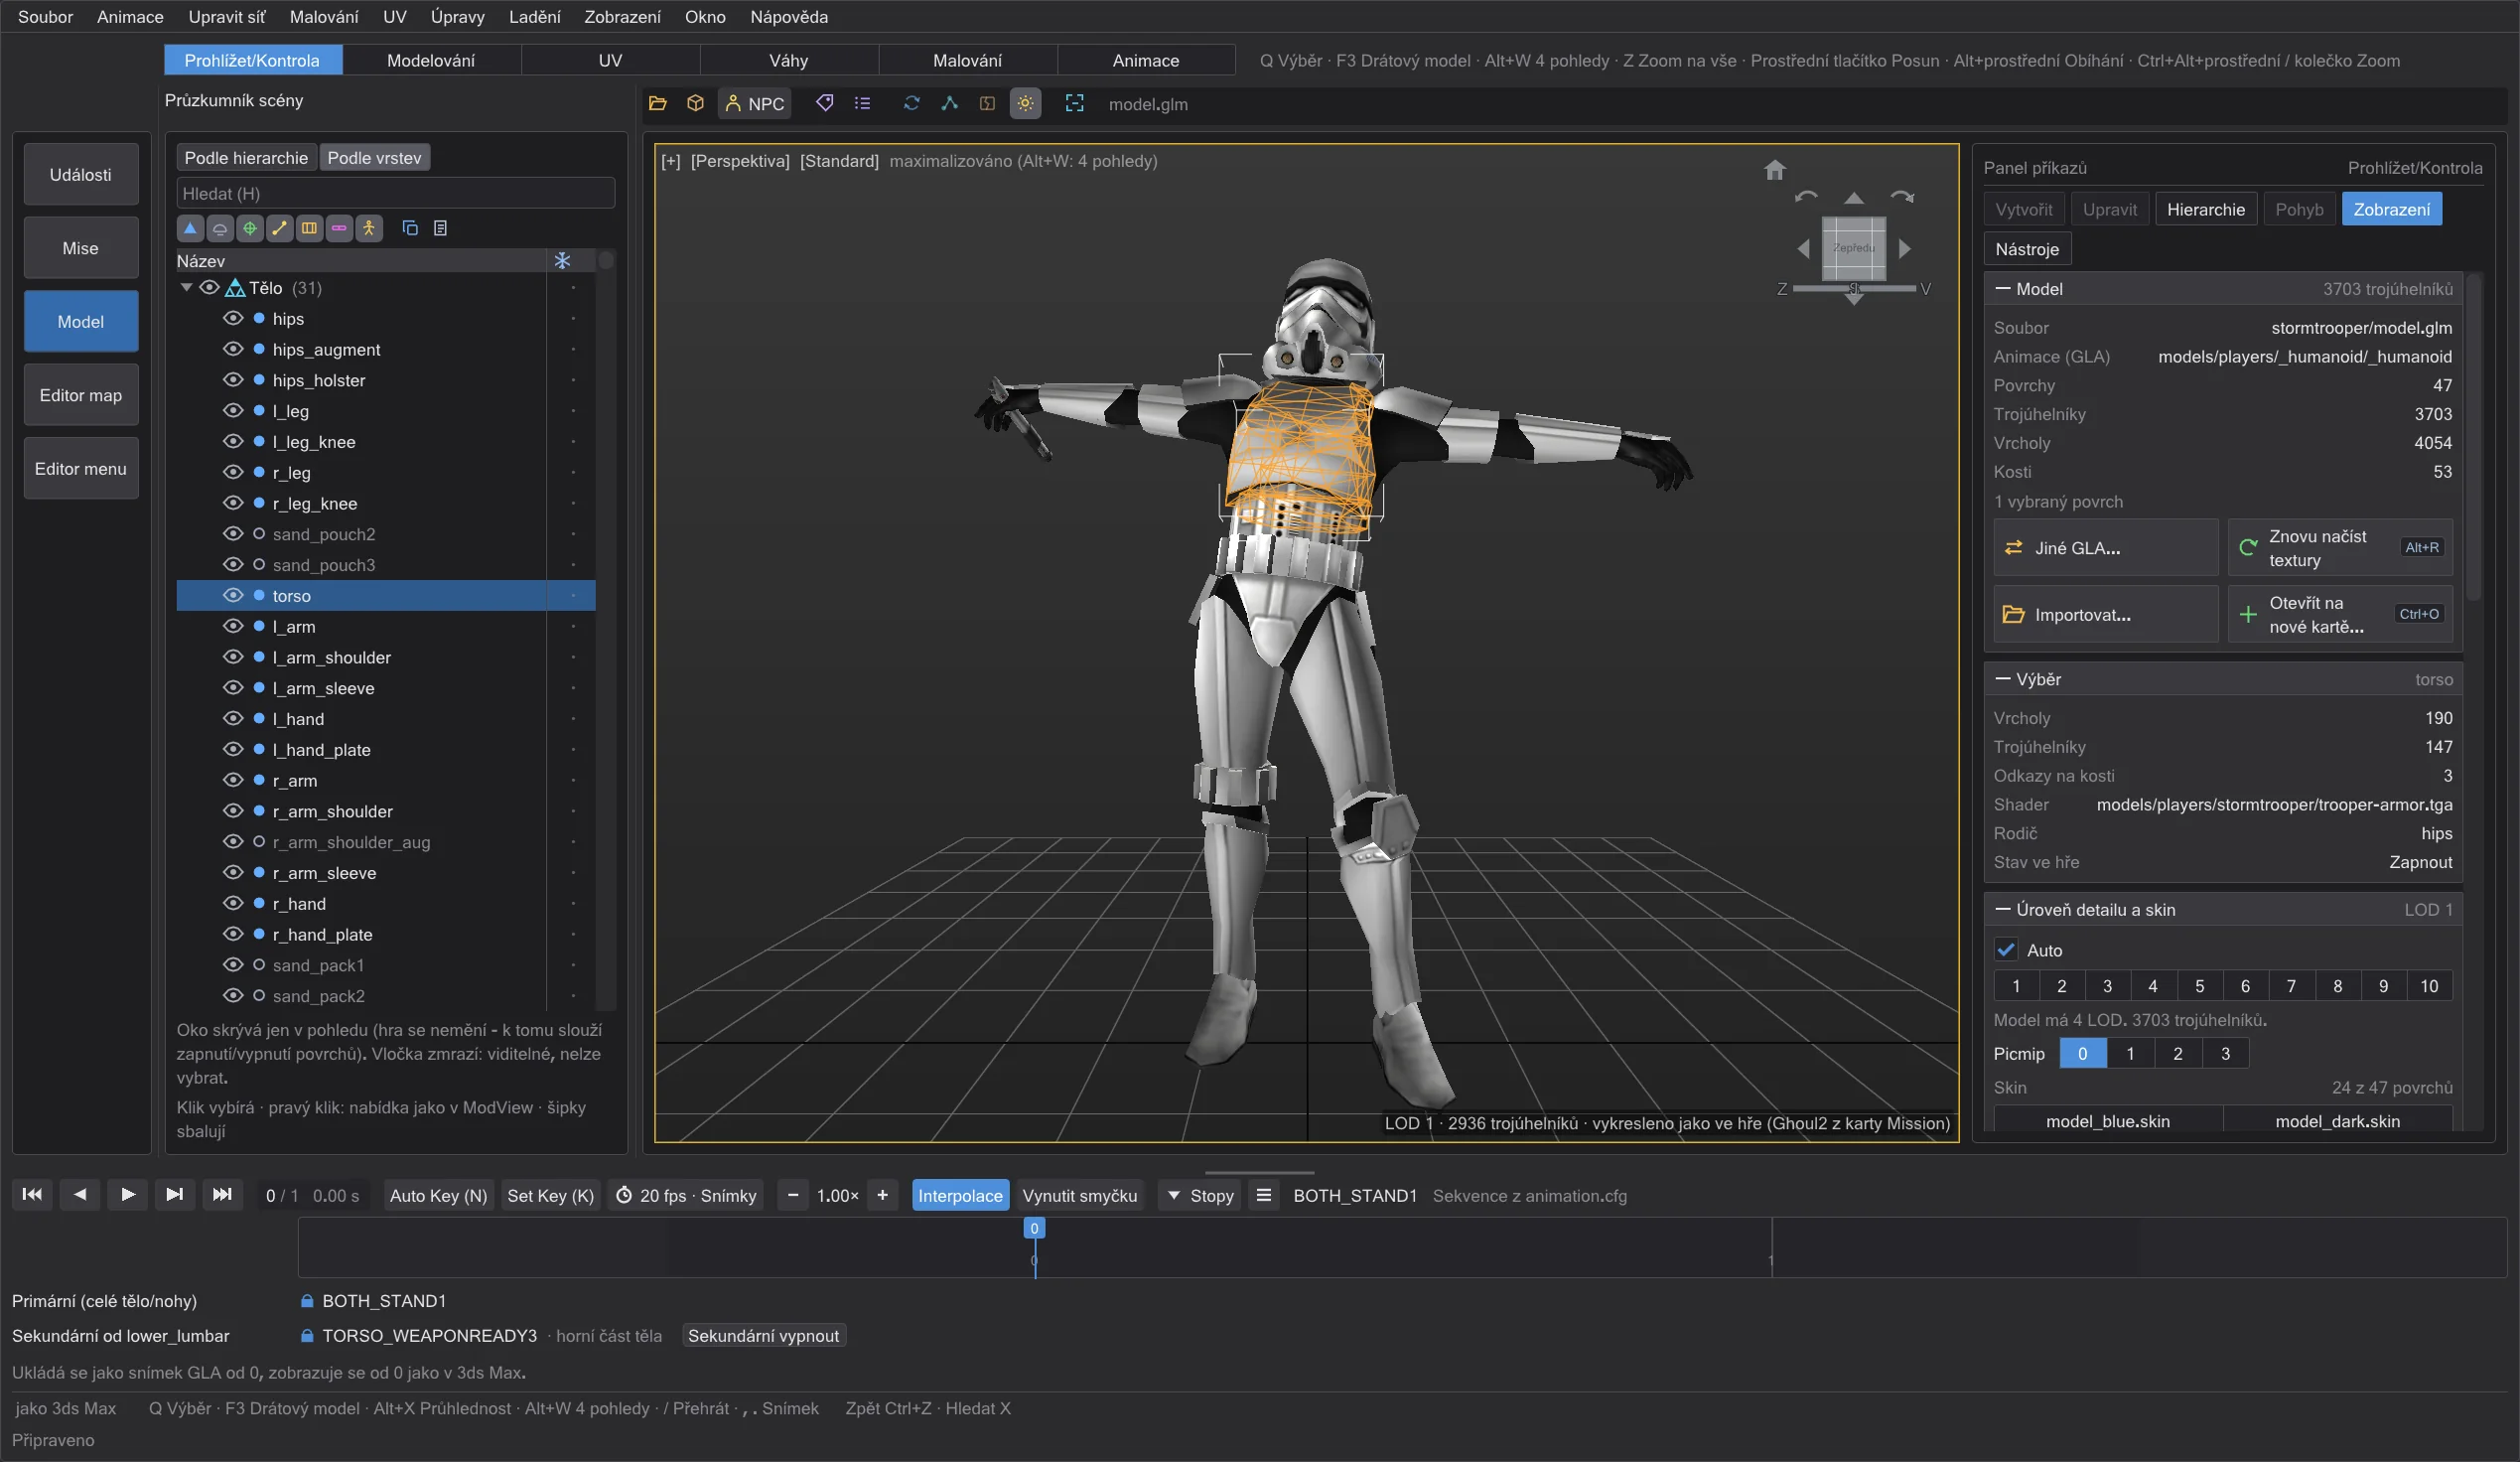 Soubor Animace Upravit síť Malování UV Úpravy Ladění Zobrazení Okno Nápověda
Prohlížet/Kontrola Modelování UV Váhy Malování Animace Q Výběr · F3 Drátový model · Alt+W 4 pohledy · Z Zoom na vše · Prostřední tlačítko Posun · Alt+prostřední Obíhání · Ctrl+Alt+prostřední / kolečko Zoom
Průzkumník scény
NPC model.glm
Události
Mise
Model
Editor map
Editor menu
Podle hierarchie Podle vrstev
Hledat (H)
Název
Tělo (31)
hips
hips_augment
hips_holster
l_leg
l_leg_knee
r_leg
r_leg_knee
sand_pouch2
sand_pouch3
torso
l_arm
l_arm_shoulder
l_arm_sleeve
l_hand
l_hand_plate
r_arm
r_arm_shoulder
r_arm_shoulder_aug
r_arm_sleeve
r_hand
r_hand_plate
sand_pack1
sand_pack2
Oko skrývá jen v pohledu (hra se nemění - k tomu slouží
zapnutí/vypnutí povrchů). Vločka zmrazí: viditelné, nelze
vybrat.
Klik vybírá · pravý klik: nabídka jako v ModView · šipky
sbalují
[+] [Perspektiva] [Standard] maximalizováno (Alt+W: 4 pohledy)
Zepředu
Z V
LOD 1 · 2936 trojúhelníků · vykresleno jako ve hře (Ghoul2 z karty Mission)
Panel příkazů Prohlížet/Kontrola
Vytvořit Upravit Hierarchie Pohyb Zobrazení
Nástroje
Model 3703 trojúhelníků
Soubor stormtrooper/model.glm
Animace (GLA) models/players/_humanoid/_humanoid
Povrchy 47
Trojúhelníky 3703
Vrcholy 4054
Kosti 53
1 vybraný povrch
Jiné GLA...
Znovu načíst
textury
Alt+R
Importovat...
Otevřít na
nové kartě...
Ctrl+O
Výběr torso
Vrcholy 190
Trojúhelníky 147
Odkazy na kosti 3
Shader models/players/stormtrooper/trooper-armor.tga
Rodič hips
Stav ve hře Zapnout
Úroveň detailu a skin LOD 1
Auto
1 2 3 4 5 6 7 8 9 10
Model má 4 LOD. 3703 trojúhelníků.
Picmip 0 1 2 3
Skin 24 z 47 povrchů
model_blue.skin model_dark.skin
0 / 1 0.00 s Auto Key (N) Set Key (K) 20 fps · Snímky − 1.00× + Interpolace Vynutit smyčku Stopy BOTH_STAND1 Sekvence z animation.cfg
0
0 1
Primární (celé tělo/nohy) BOTH_STAND1
Sekundární od lower_lumbar TORSO_WEAPONREADY3 · horní část těla Sekundární vypnout
Ukládá se jako snímek GLA od 0, zobrazuje se od 0 jako v 3ds Max.
jako 3ds Max Q Výběr · F3 Drátový model · Alt+X Průhlednost · Alt+W 4 pohledy · / Přehrát · , . Snímek Zpět Ctrl+Z · Hledat X
Připraveno